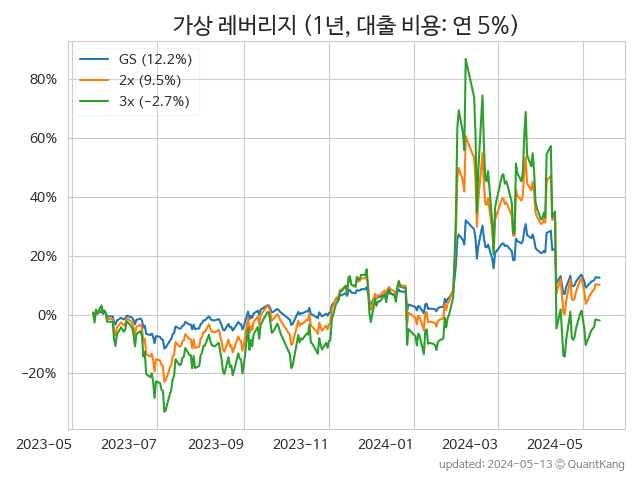 가상 레버리지 (1년, 대출 비용: 연 5%)
GS (12.2%)
2x (9.5%)
3x (−2.7%)
80%
60%
40%
20%
0%
−20%
2023-05 2023-07 2023-09 2023-11 2024-01 2024-03 2024-05
updated: 2024-05-13 © QuantKang